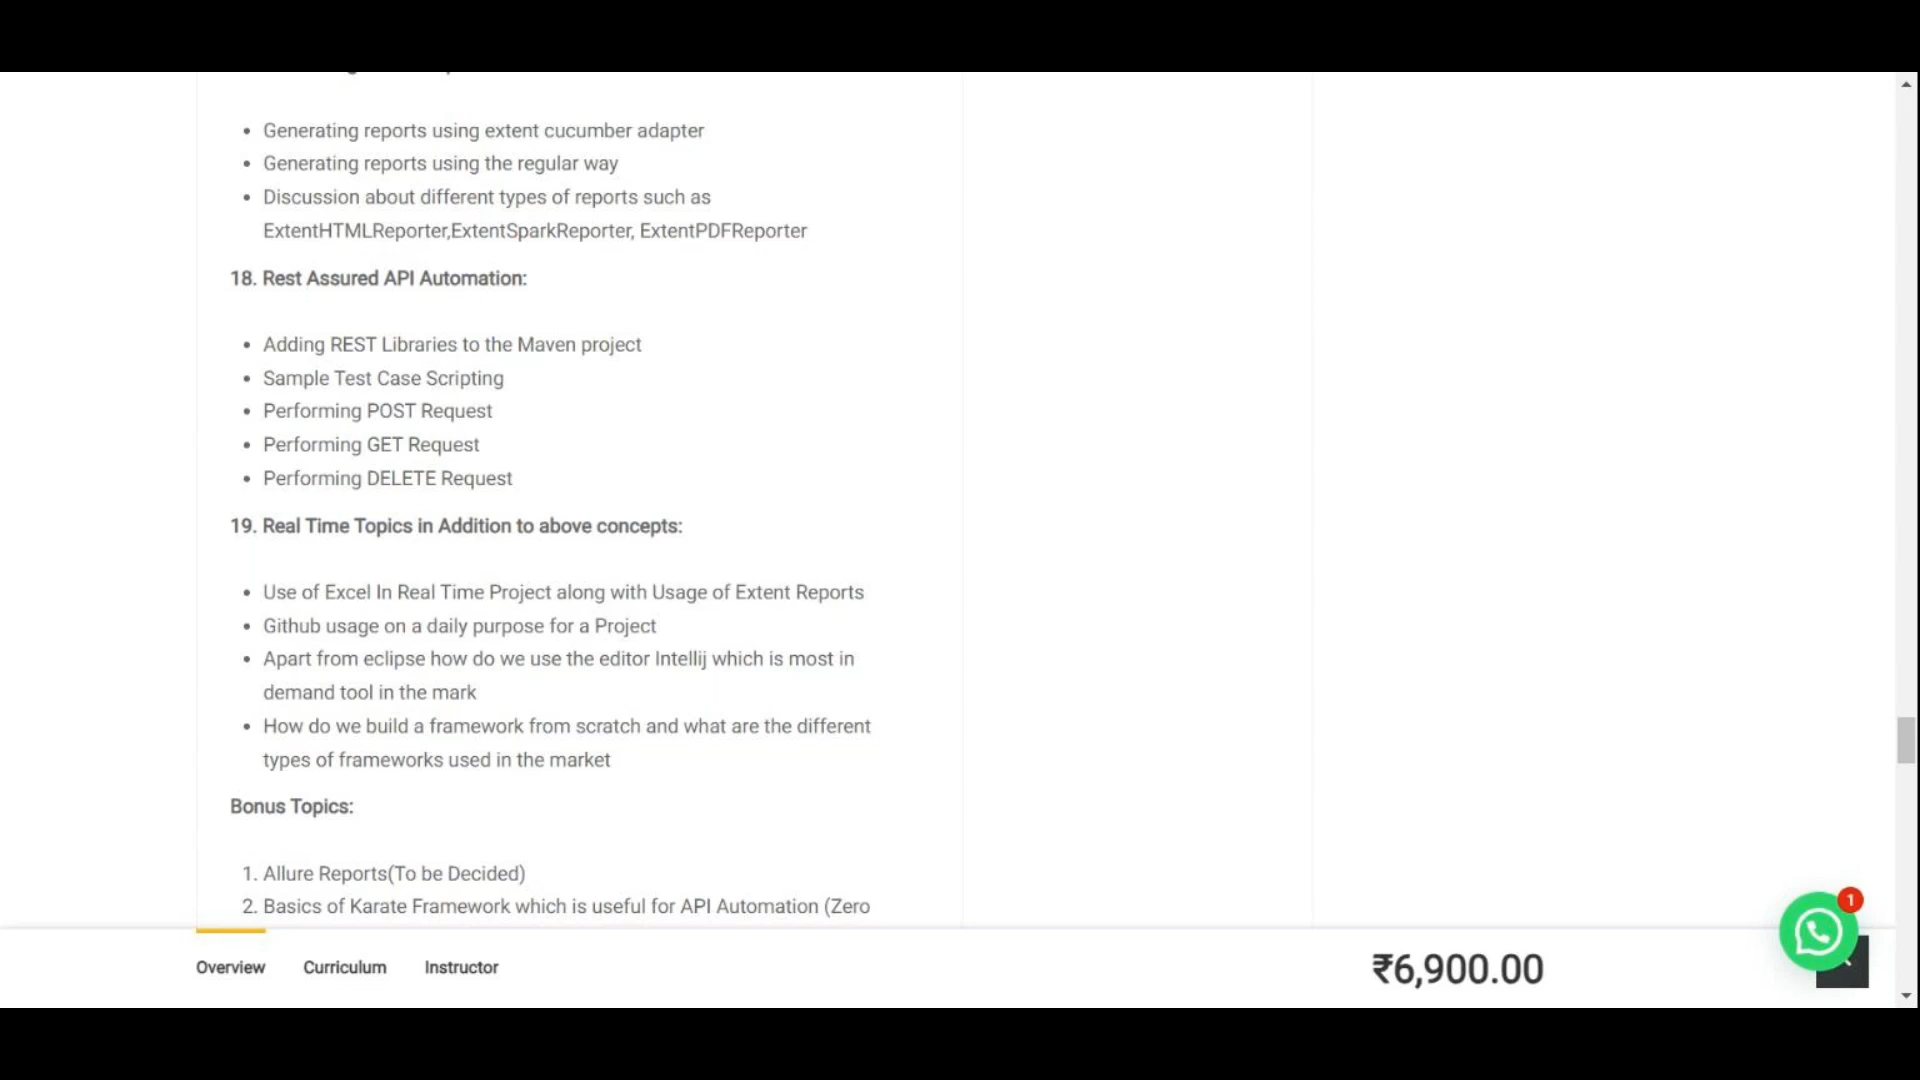 • Generating reports using extent cucumber adapter
• Generating reports using the regular way
• Discussion about different types of reports such as
ExtentHTMLReporter,ExtentSparkReporter, ExtentPDFReporter
18. Rest Assured API Automation:
• Adding REST Libraries to the Maven project
• Sample Test Case Scripting
• Performing POST Request
• Performing GET Request
• Performing DELETE Request
19. Real Time Topics in Addition to above concepts:
• Use of Excel In Real Time Project along with Usage of Extent Reports
• Github usage on a daily purpose for a Project
• Apart from eclipse how do we use the editor Intellij which is most in
demand tool in the mark
• How do we build a framework from scratch and what are the different
types of frameworks used in the market
Bonus Topics:
1. Allure Reports(To be Decided)
2. Basics of Karate Framework which is useful for API Automation (Zero
1
Overview Curriculum Instructor ₹6,900.00